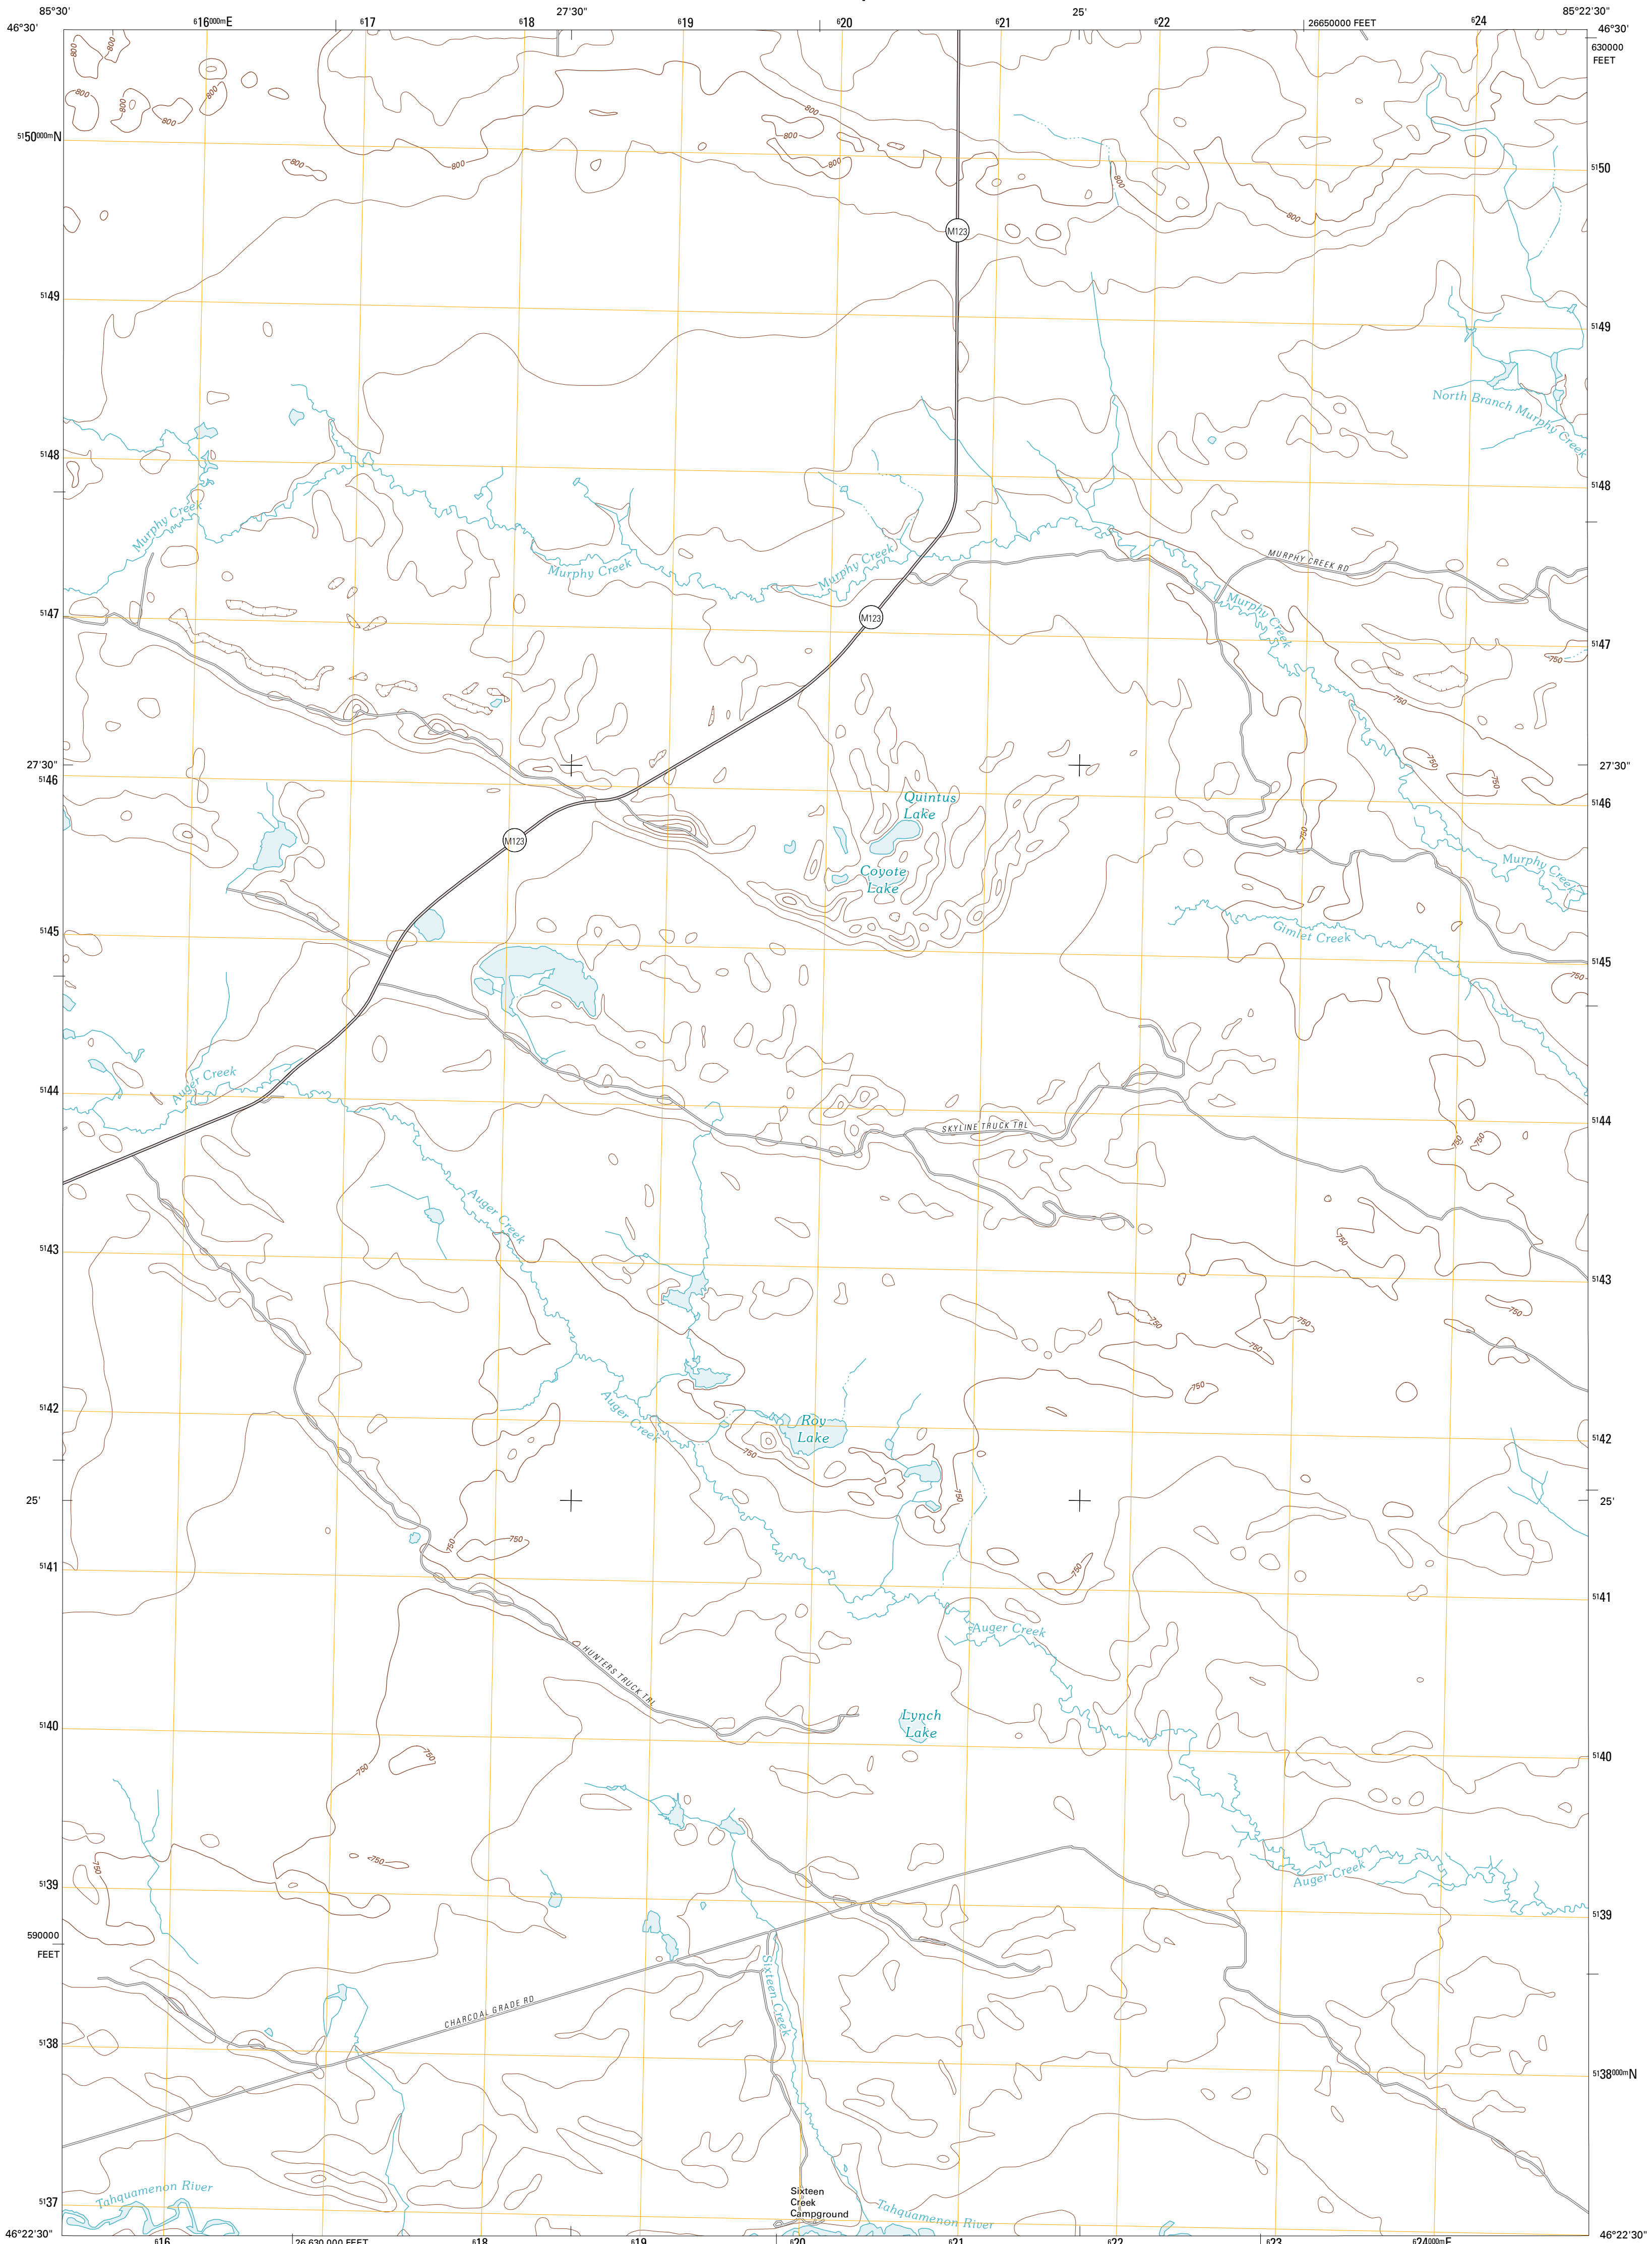 85°30'
616000mE
617
618
27'30"
619
620
621
25'
622
26650000 FEET
624
85°22'30"
46°30'
46°30'
630000
FEET
800
800
800
800
800
800
800
5150000mN
800
800
800
800
5150
800
800
M123
5149
5149
North Branch Murphy Creek
5148
5148
Murphy Creek
Murphy Creek
Murphy Creek
MURPHY CREEK RD
Murphy Creek
5147
M123
5147
750
750
27'30"
750
27'30"
5146
750
5146
Quintus
Lake
M123
750
Murphy Creek
Coyote
Lake
5145
Gimlet Creek
5145
750
Auger Creek
5144
5144
SKYLINE TRUCK TRL
750
750
Auger Creek
5143
750
5143
750
750
750
750
750
5142
Auger Creek
Roy
Lake
5142
750
750
25'
25'
750
750
5141
750
5141
Auger Creek
HUNTERS TRUCK TRL
Lynch
Lake
5140
5140
750
750
750
750
Auger Creek
5139
5139
590000
FEET
Sixteen Creek
CHARCOAL GRADE RD
5138
5138000mN
Tahquamenon River
Sixteen
Creek
Campground
Tahquamenon River
5137
46°22'30"
46°22'30"
616
26 630 000 FEET
618
619
620
621
622
623
624000mE